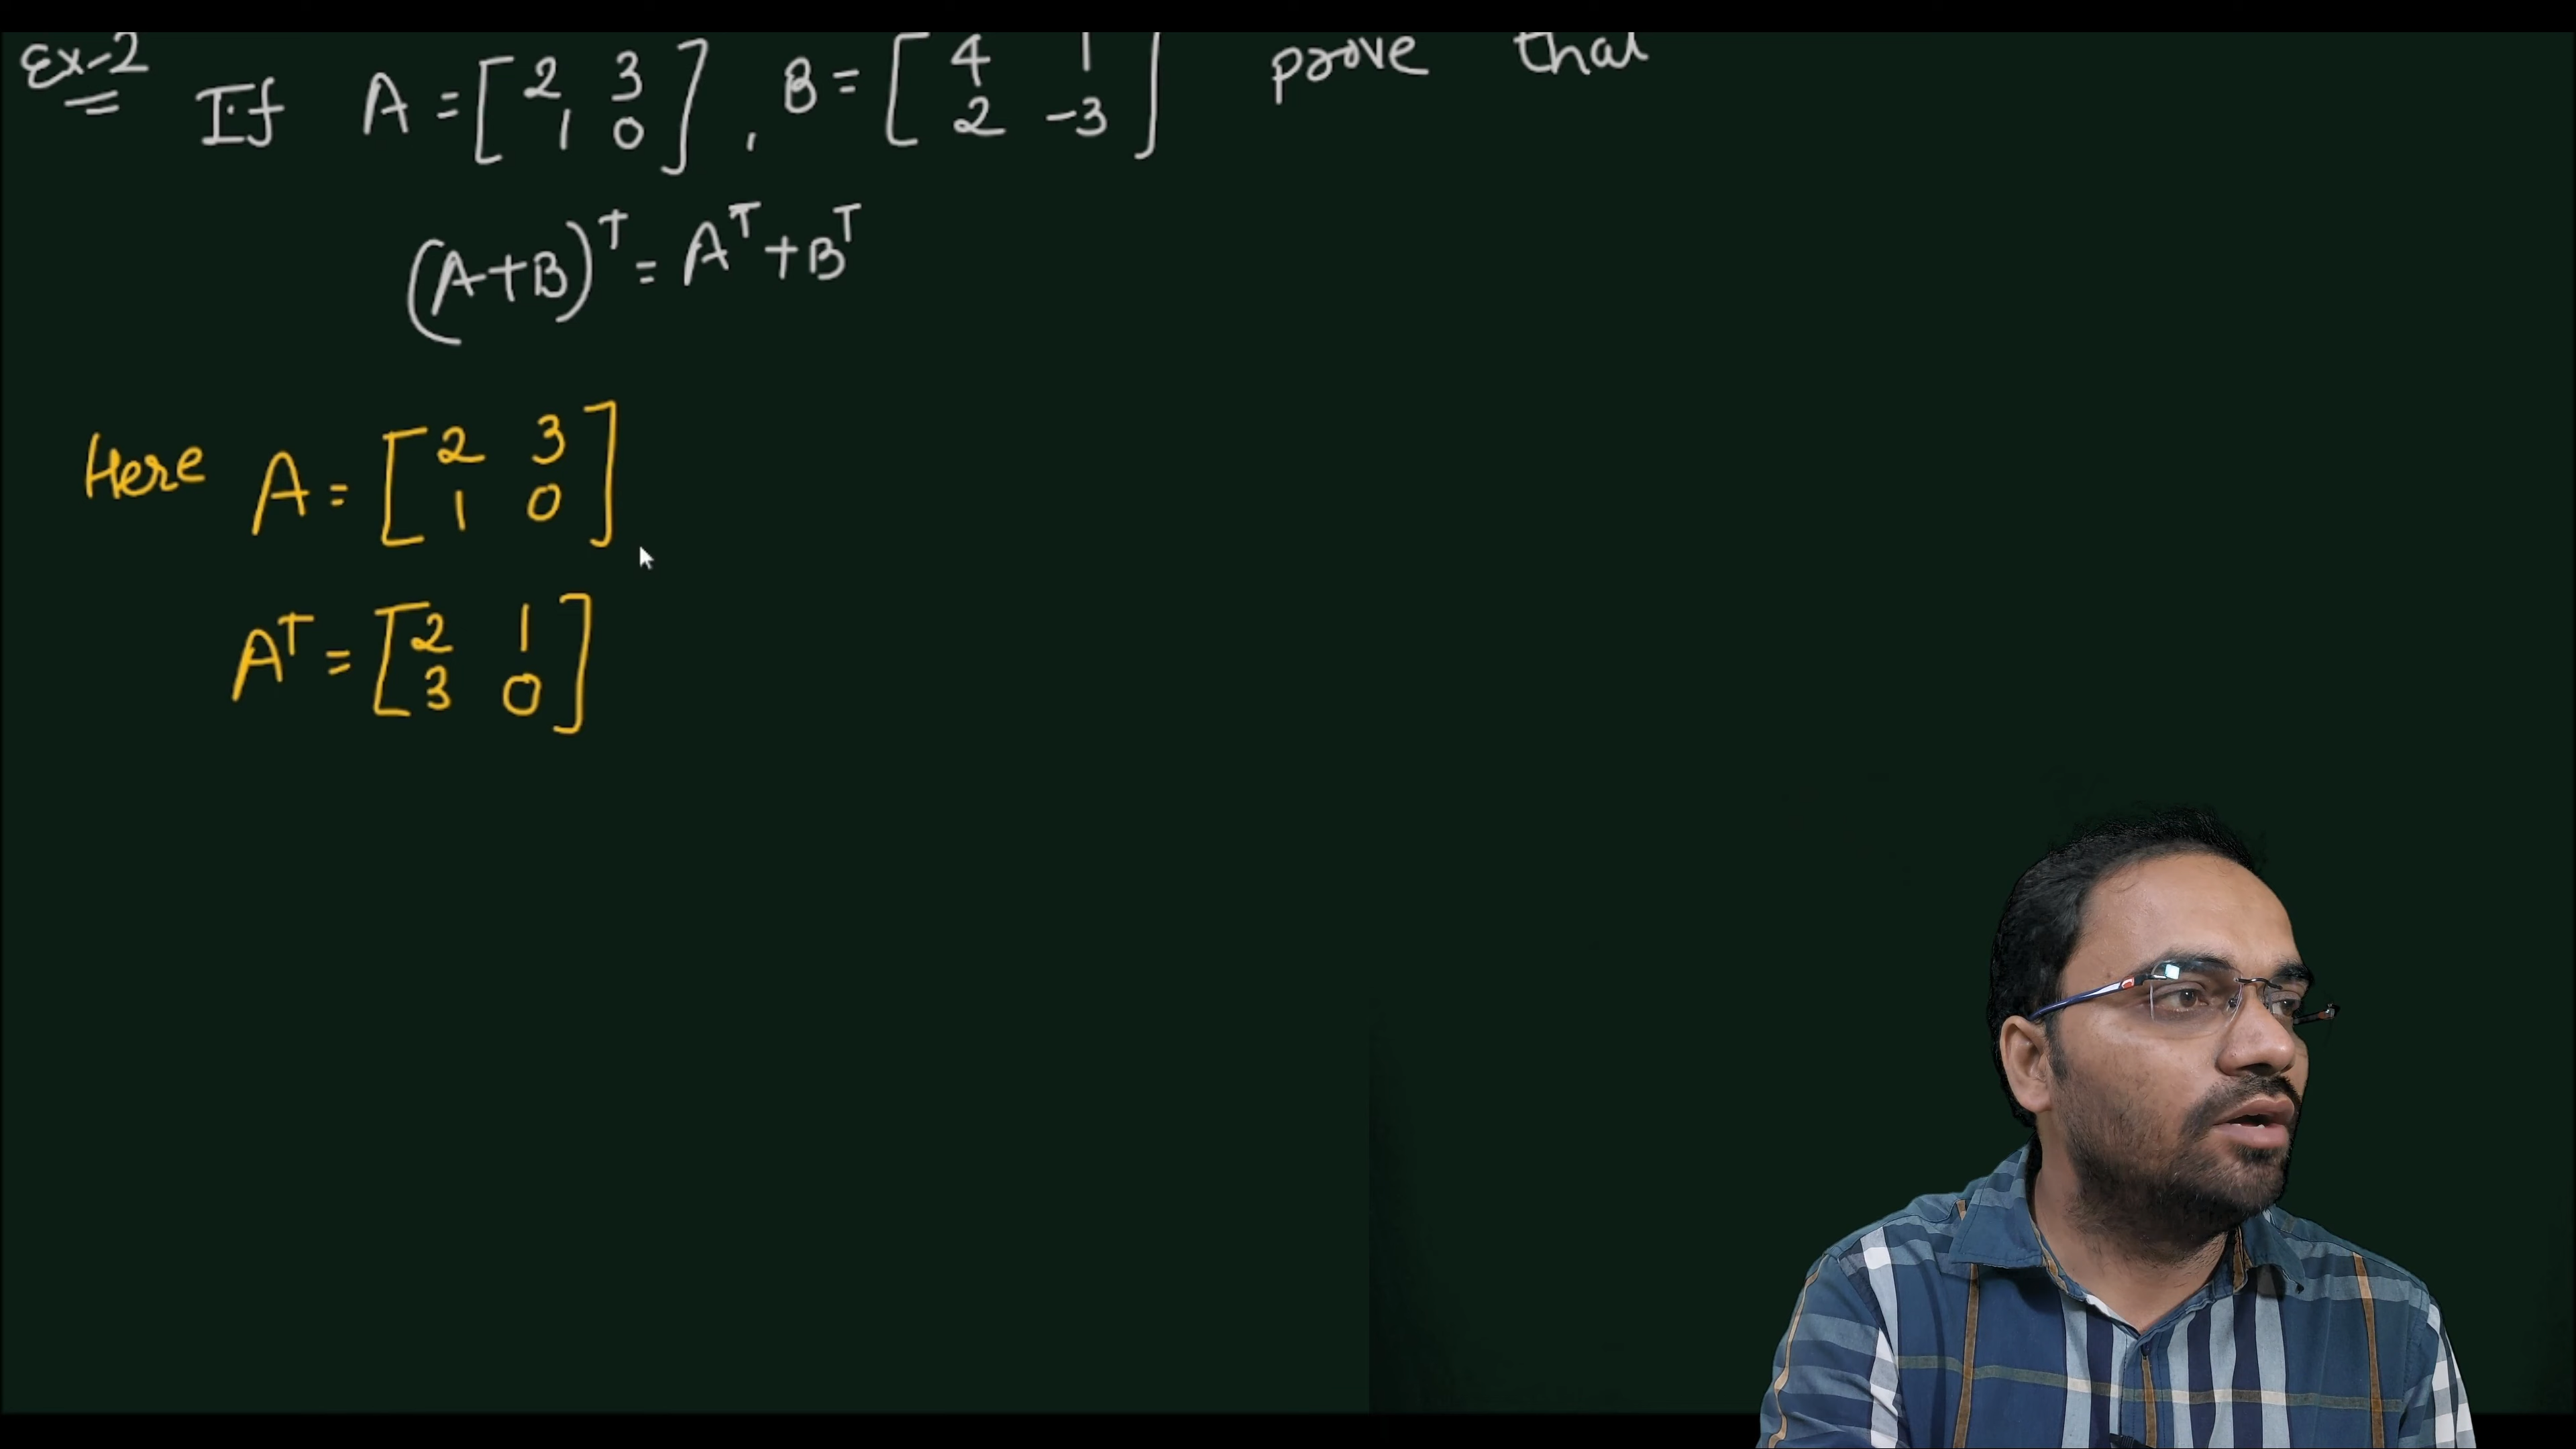 Ex-2 If A = [2 3 1 0], B = [4 1 2 -3] prove that
(A+B)ᵀ = Aᵀ + Bᵀ
Here A = [2 3 1 0]
Aᵀ = [2 1 3 0]